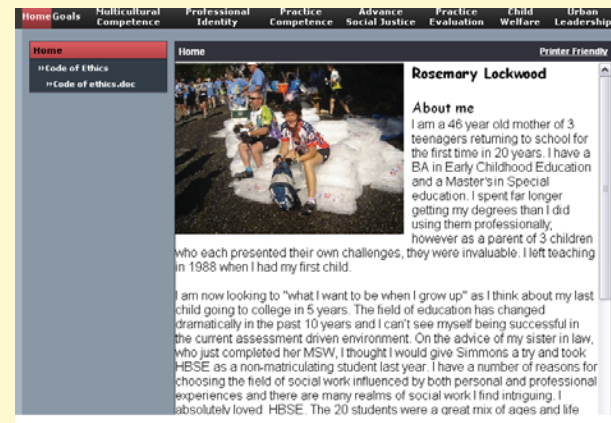 Home Goals Multicultural Competence Professional Identity Practice Competence Advance Social Justice Practice Evaluation Child Welfare Urban Leadership
Home
»Code of Ethics
»Code of ethics.doc
Home Printer Friendly
Rosemary Lockwood
About me
I am a 46 year old mother of 3
teenagers returning to school for
the first time in 20 years. I have a
BA in Early Childhood Education
and a Master's in Special
education. I spent far longer
getting my degrees than I did
using them professionally,
however as a parent of 3 children
who each presented their own challenges, they were invaluable. I left teaching
in 1988 when I had my first child.
I am now looking to "what I want to be when I grow up" as I think about my last
child going to college in 5 years. The field of education has changed
dramatically in the past 10 years and I can't see myself being successful in
the current assessment driven environment. On the advice of my sister in law,
who just completed her MSW, I thought I would give Simmons a try and took
HBSE as a non-matriculating student last year. I have a number of reasons for
choosing the field of social work influenced by both personal and professional
experiences and there are many realms of social work I find intriguing. I
absolutely loved HBSE. The 20 students were a great mix of ages and life